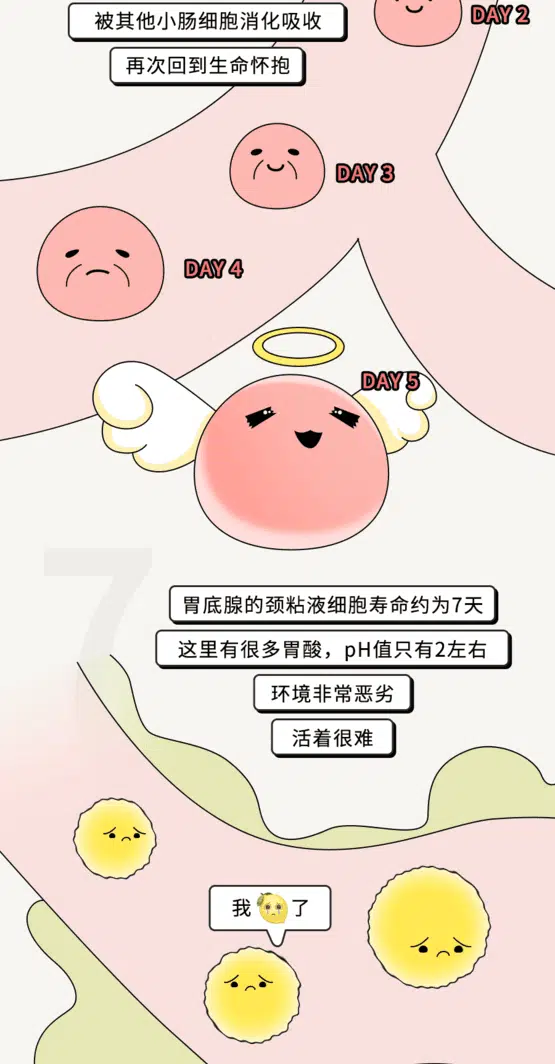 被其他小肠细胞消化吸收
DAY 2
再次回到生命怀抱
DAY 3
DAY 4
DAY 5
7
胃底腺的颈粘液细胞寿命约为7天
这里有很多胃酸，pH值只有2左右
环境非常恶劣
活着很难
我了